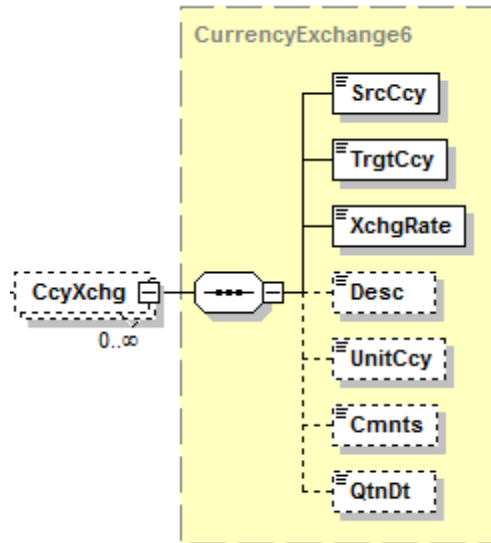 CurrencyExchange6
SrcCcy
TrgtCcy
XchgRate
CcyXchg
0..∞
Desc
UnitCcy
Cmnts
QtnDt